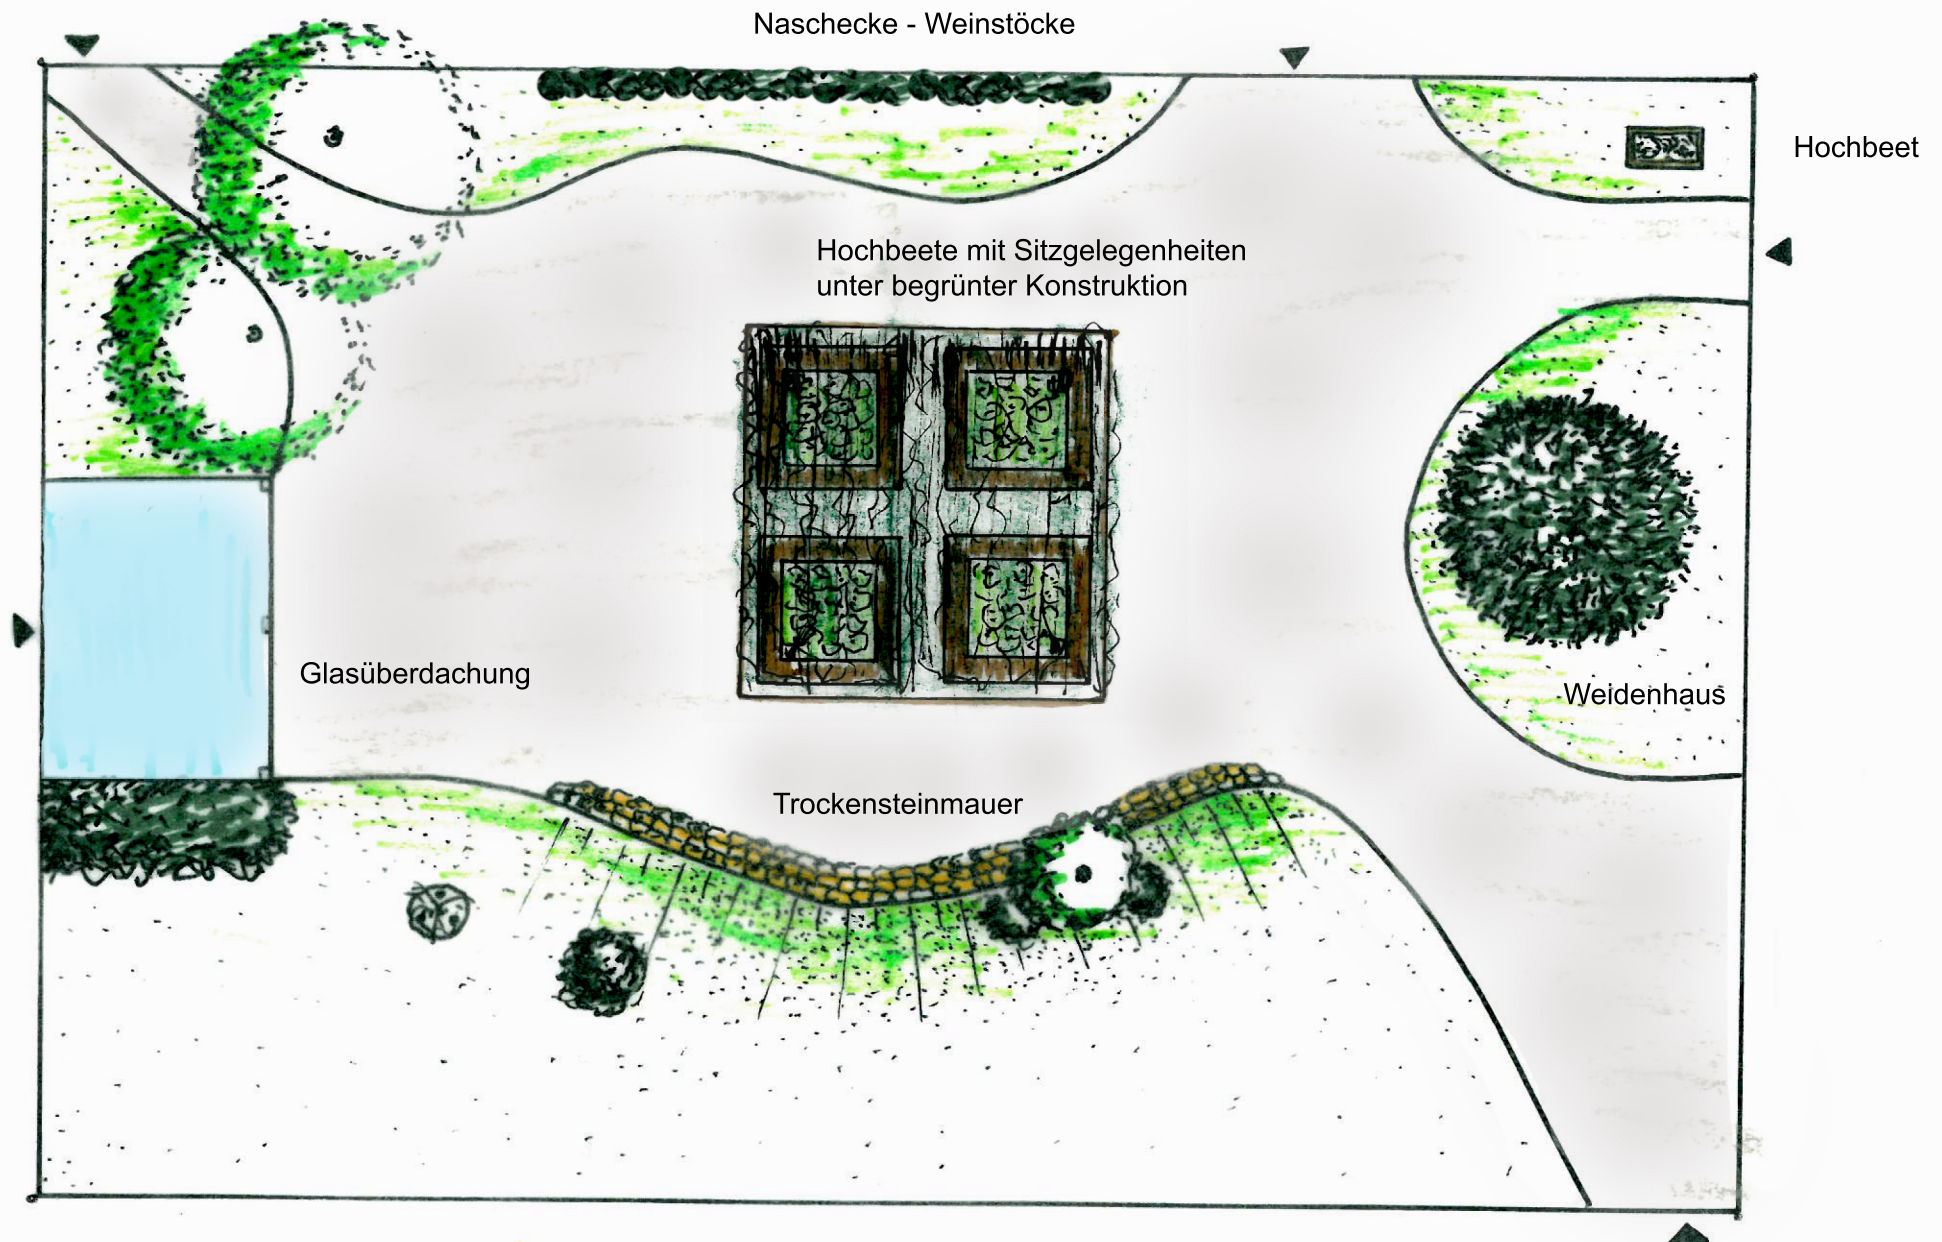 Naschecke - Weinstöcke
Hochbeet
Hochbeete mit Sitzgelegenheiten
unter begrünter Konstruktion
Glasüberdachung
Weidenhaus
Trockensteinmauer